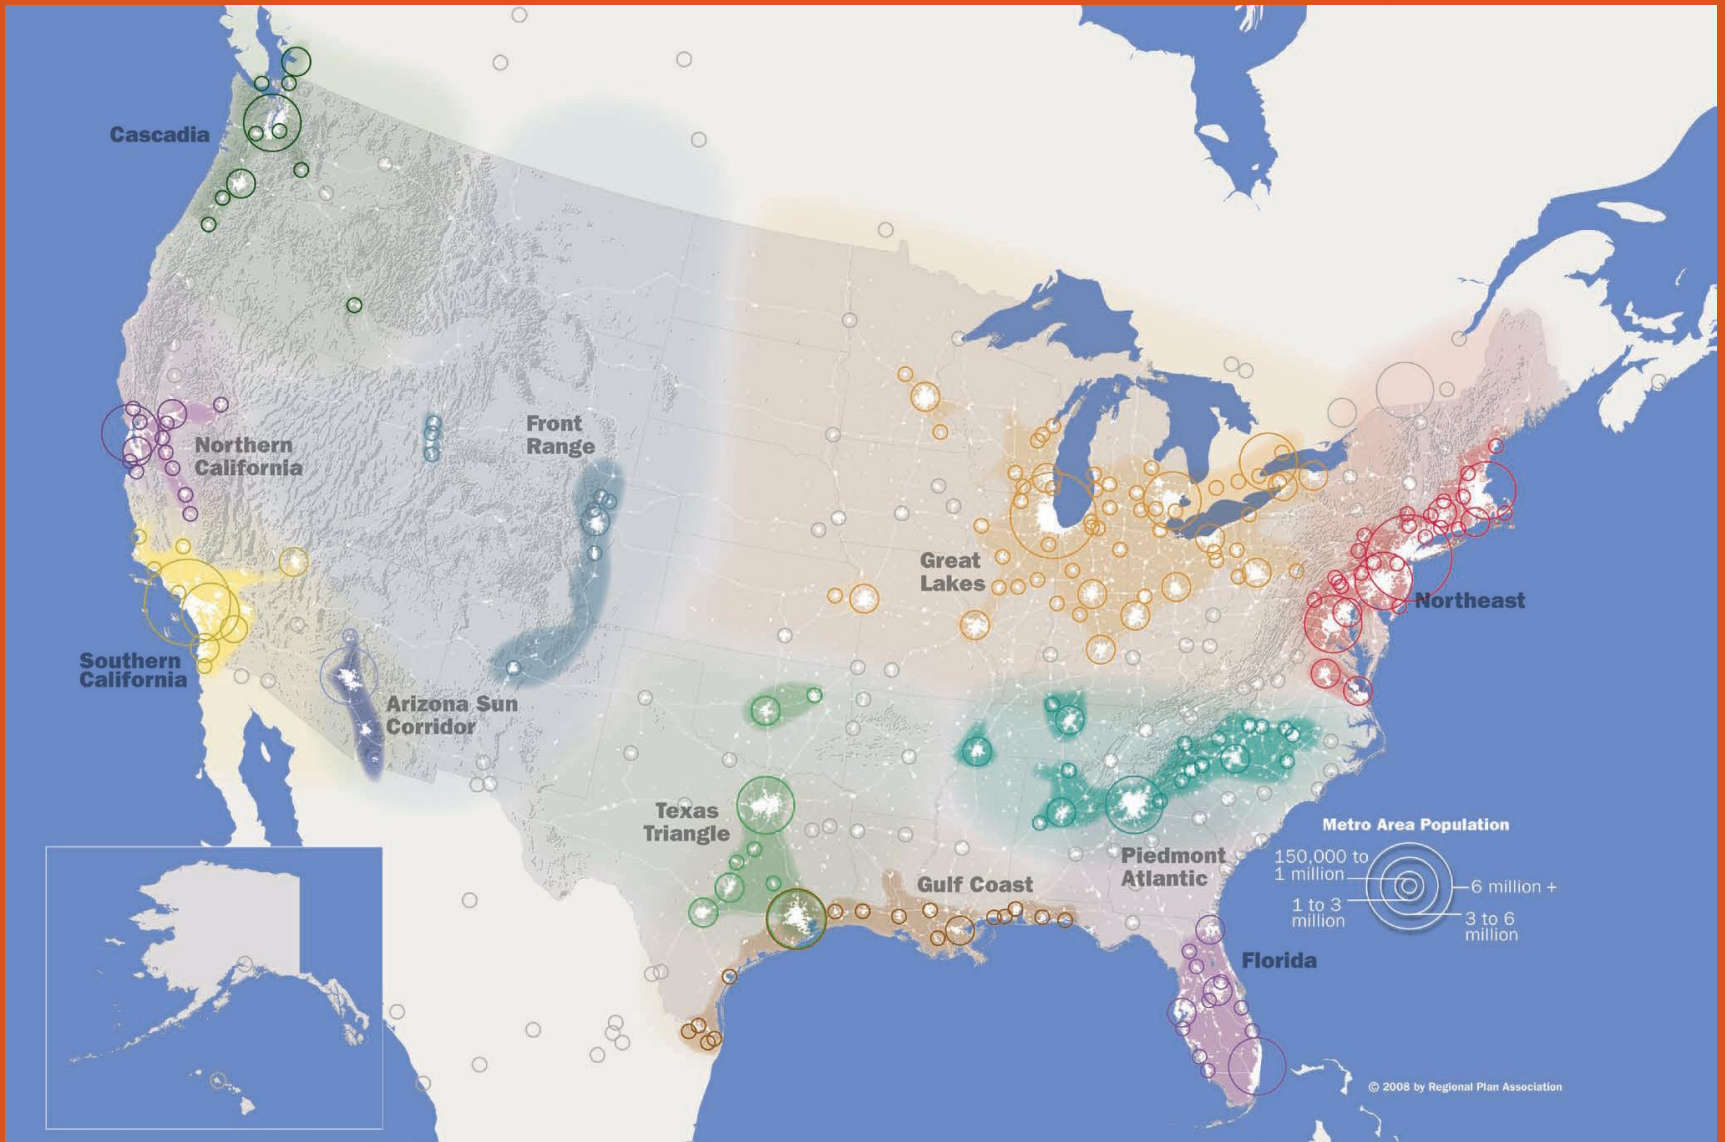 Cascadia
Northern
California
Front
Range
Great
Lakes
Northeast
Southern
California
Arizona Sun
Corridor
Texas
Triangle
Gulf Coast
Piedmont
Atlantic
Florida
Metro Area Population
150,000 to
1 million
1 to 3
million
6 million +
3 to 6
million
© 2008 by Regional Plan Association